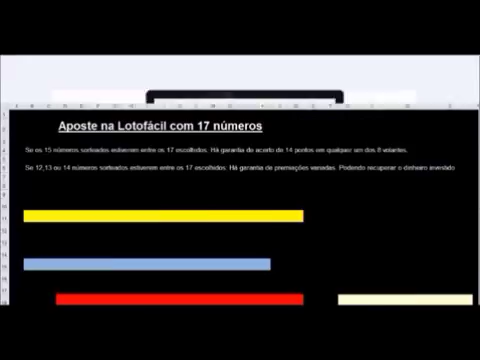 Aposte na Lotofácil com 17 números
Se os 15 números sorteados estiverem entre os 17 escolhidos. Há garantia de acerto de 14 pontos em qualquer um dos 8 volantes.
Se 12,13 ou 14 números sorteados estiverem entre os 17 escolhidos. Há garantia de premiações variadas. Podendo recuperar o dinheiro investido